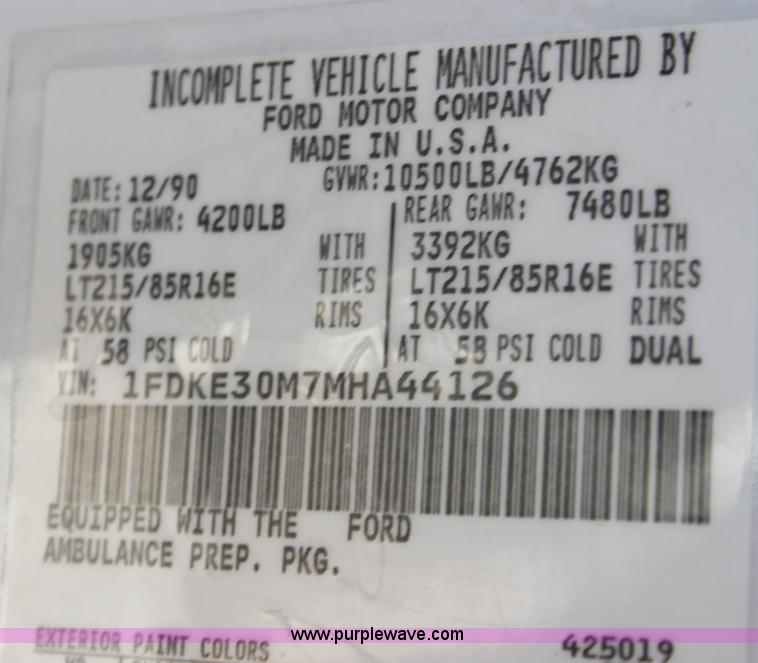 INCOMPLETE VEHICLE MANUFACTURED BY
FORD MOTOR COMPANY
MADE IN U.S.A.
DATE: 12/90 GVWR: 10500LB/4762KG
FRONT GAWR: 4200LB REAR GAWR: 7480LB
1905KG WITH 3392KG WITH
LT215/85R16E TIRES LT215/85R16E TIRES
16X6K RIMS 16X6K RIMS
AT 58 PSI COLD AT 58 PSI COLD DUAL
VIN: 1FDKE30M7MHA44126
EQUIPPED WITH THE FORD
AMBULANCE PREP. PKG.
EXTERIOR PAINT COLORS 425019
www.purplewave.com